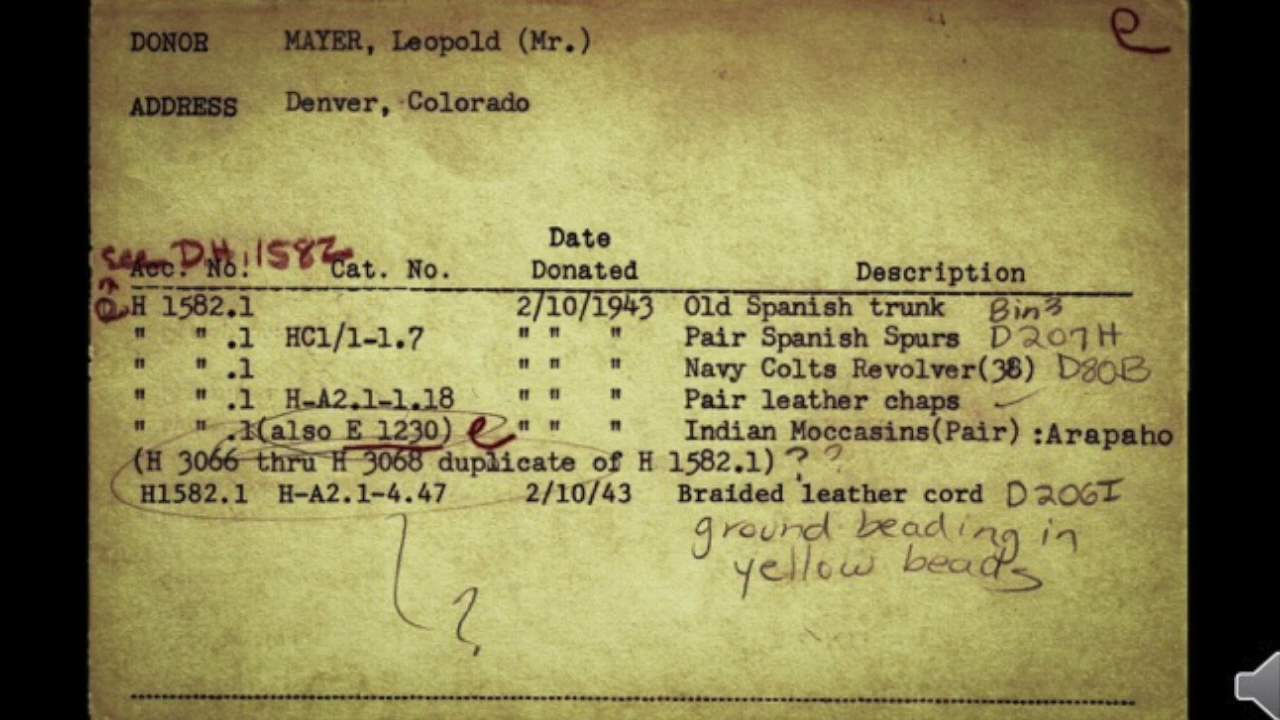 e
DONOR MAYER, Leopold (Mr.)
ADDRESS Denver, Colorado
Date
see DH.1582
Acc. No. Cat. No. Donated Description
H 1582.1 2/10/1943 Old Spanish trunk Bin 3
" " .1 HC1/1-1.7 " " " Pair Spanish Spurs D207H
" " .1 " " " Navy Colts Revolver(38) D80B
" " .1 H-A2.1-1.18 " " " Pair leather chaps
" " .1(also E 1230) e " " " Indian Moccasins(Pair) :Arapaho
(H 3066 thru H 3068 duplicate of H 1582.1) ? ?
H1582.1 H-A2.1-4.47 2/10/43 Braided leather cord D206I
ground beading in
yellow beads
?